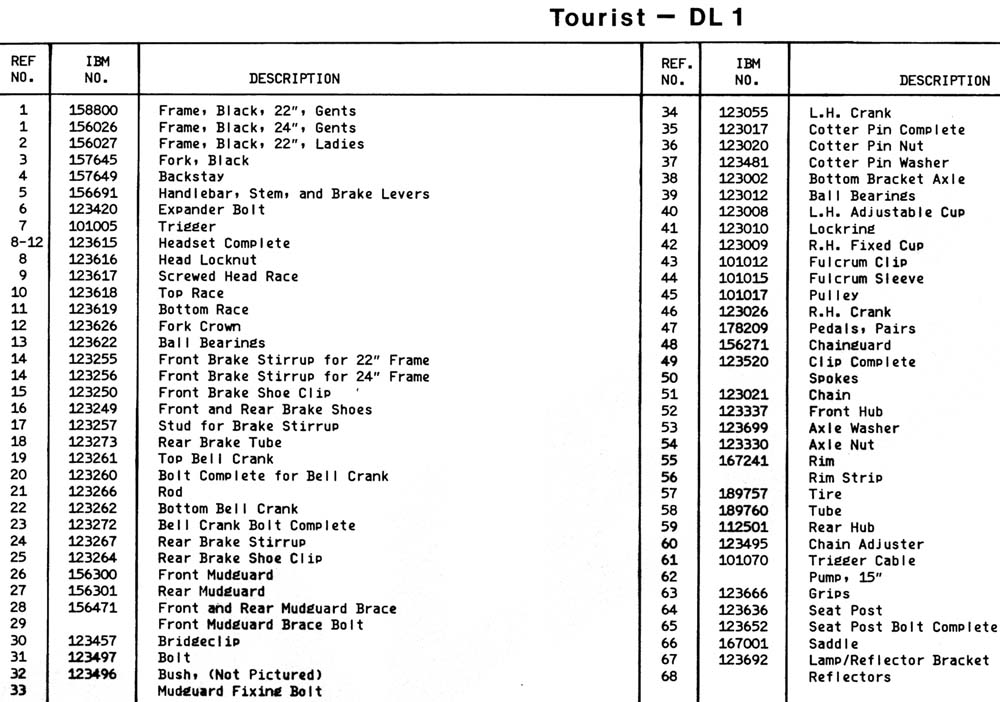 Tourist — DL 1
REF NO. IBM NO. DESCRIPTION
1 158800 Frame, Black, 22", Gents
1 156026 Frame, Black, 24", Gents
2 156027 Frame, Black, 22", Ladies
3 157645 Fork, Black
4 157649 Backstay
5 156691 Handlebar, Stem, and Brake Levers
6 123420 Expander Bolt
7 101005 Trigger
8-12 123615 Headset Complete
8 123616 Head Locknut
9 123617 Screwed Head Race
10 123618 Top Race
11 123619 Bottom Race
12 123626 Fork Crown
13 123622 Ball Bearings
14 123255 Front Brake Stirrup for 22" Frame
14 123256 Front Brake Stirrup for 24" Frame
15 123250 Front Brake Shoe Clip
16 123249 Front and Rear Brake Shoes
17 123257 Stud for Brake Stirrup
18 123273 Rear Brake Tube
19 123261 Top Bell Crank
20 123260 Bolt Complete for Bell Crank
21 123266 Rod
22 123262 Bottom Bell Crank
23 123272 Bell Crank Bolt Complete
24 123267 Rear Brake Stirrup
25 123264 Rear Brake Shoe Clip
26 156300 Front Mudguard
27 156301 Rear Mudguard
28 156471 Front and Rear Mudguard Brace
29 Front Mudguard Brace Bolt
30 123457 Bridgeclip
31 123497 Bolt
32 123496 Bush, (Not Pictured)
33 Mudguard Fixing Bolt
REF. NO. IBM NO. DESCRIPTION
34 123055 L.H. Crank
35 123017 Cotter Pin Complete
36 123020 Cotter Pin Nut
37 123481 Cotter Pin Washer
38 123002 Bottom Bracket Axle
39 123012 Ball Bearings
40 123008 L.H. Adjustable Cup
41 123010 Lockring
42 123009 R.H. Fixed Cup
43 101012 Fulcrum Clip
44 101015 Fulcrum Sleeve
45 101017 Pulley
46 123026 R.H. Crank
47 178209 Pedals, Pairs
48 156271 Chainguard
49 123520 Clip Complete
50 Spokes
51 123021 Chain
52 123337 Front Hub
53 123699 Axle Washer
54 123330 Axle Nut
55 167241 Rim
56 Rim Strip
57 189757 Tire
58 189760 Tube
59 112501 Rear Hub
60 123495 Chain Adjuster
61 101070 Trigger Cable
62 Pump, 15"
63 123666 Grips
64 123636 Seat Post
65 123652 Seat Post Bolt Complete
66 167001 Saddle
67 123692 Lamp/Reflector Bracket
68 Reflectors